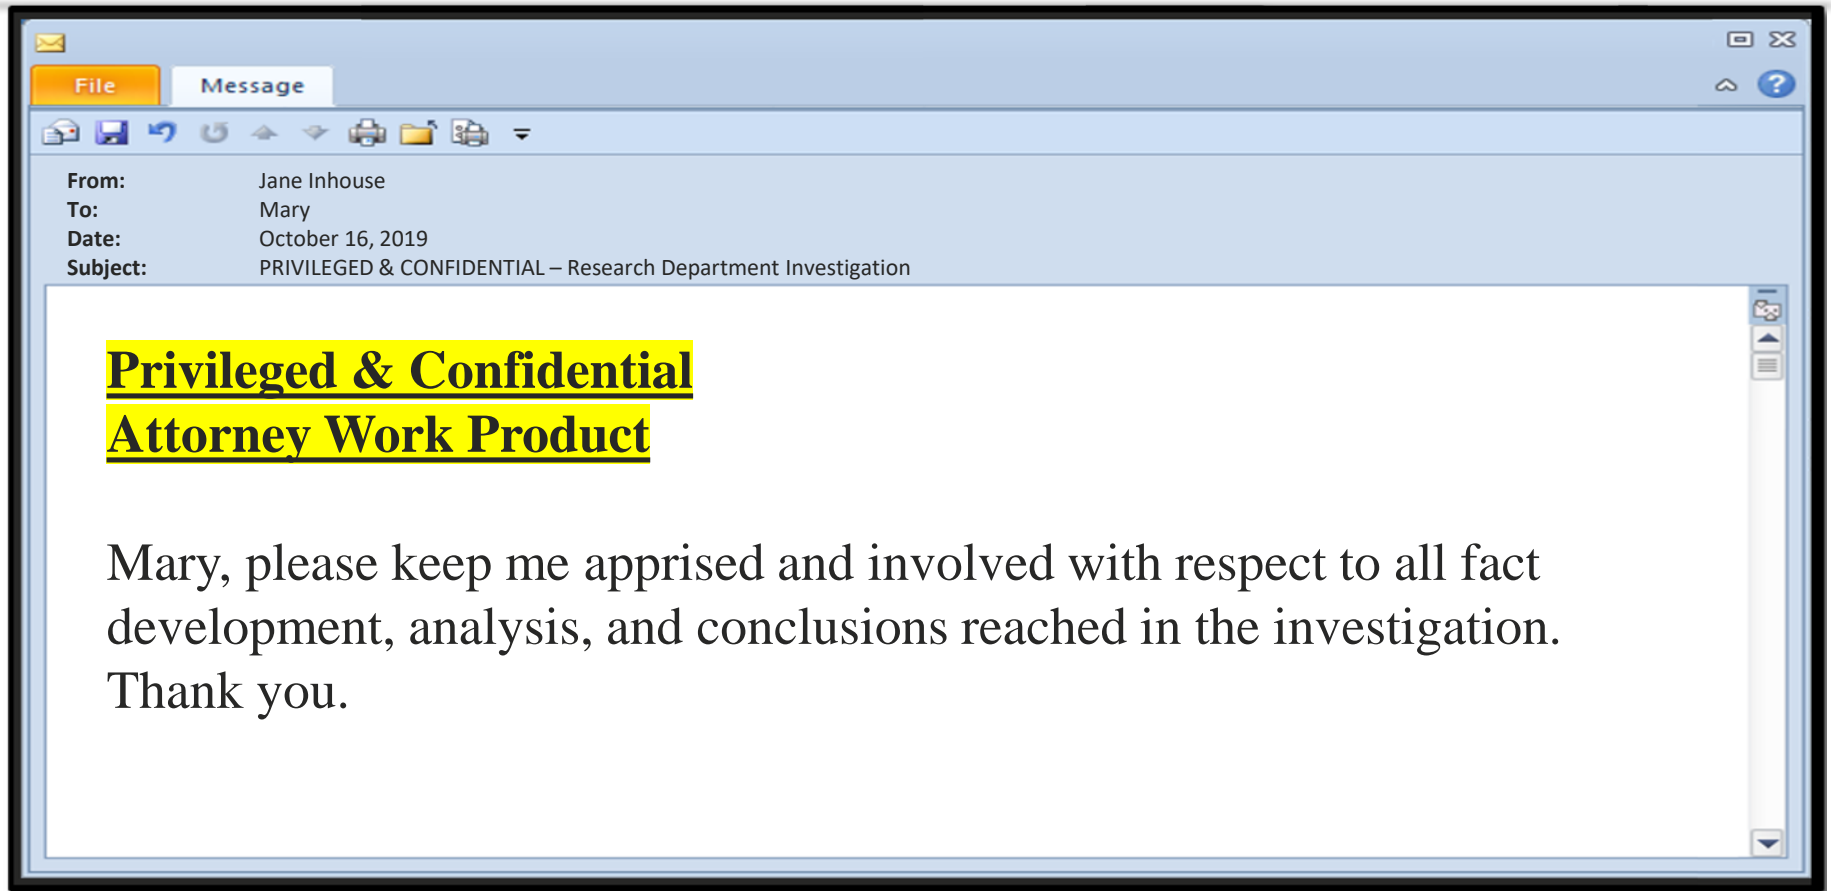 File Message
From: Jane Inhouse
To: Mary
Date: October 16, 2019
Subject: PRIVILEGED & CONFIDENTIAL – Research Department Investigation
Privileged & Confidential
Attorney Work Product
Mary, please keep me apprised and involved with respect to all fact
development, analysis, and conclusions reached in the investigation.
Thank you.